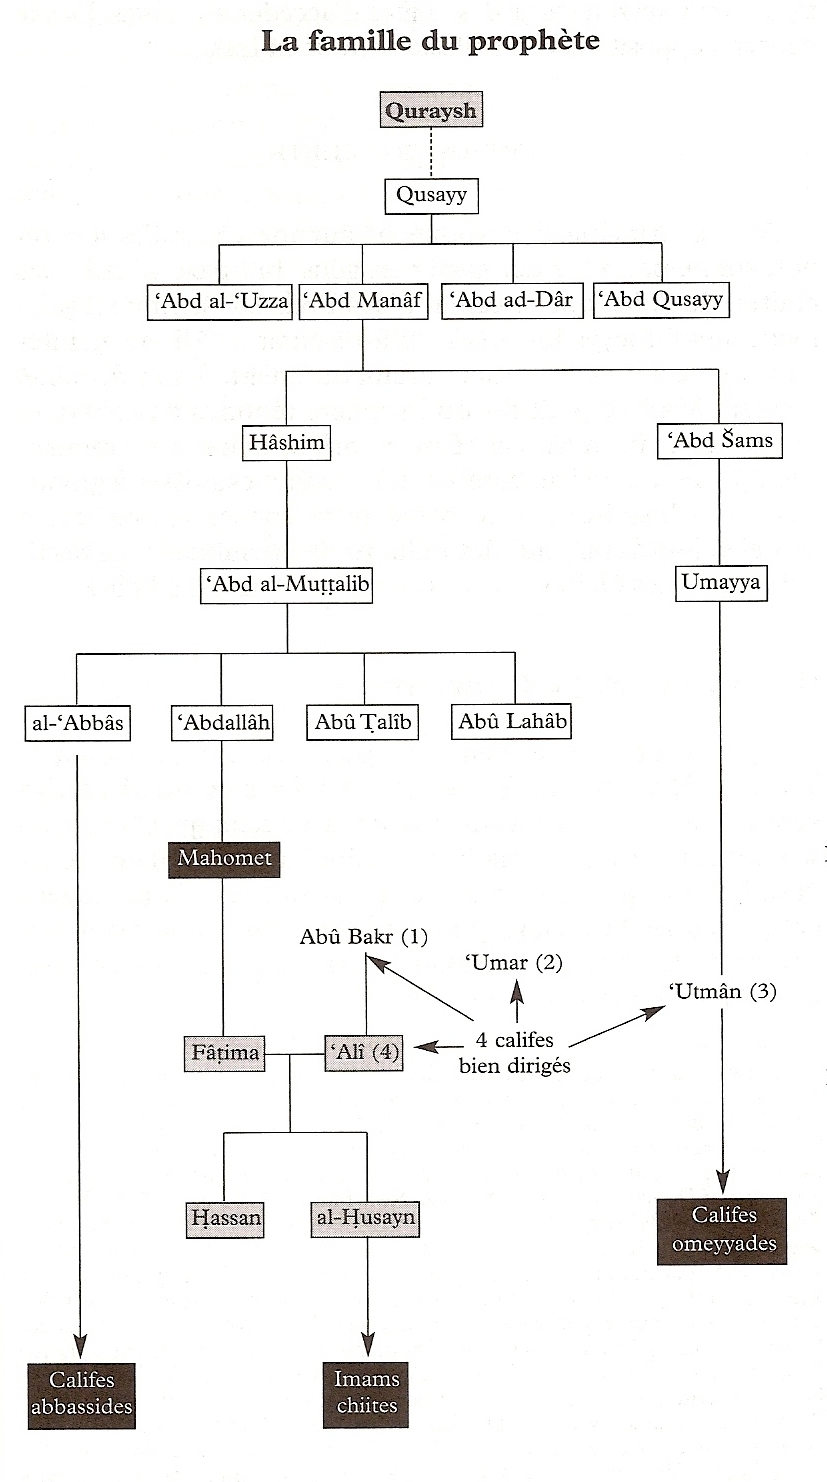 La famille du prophète
Quraysh
Qusayy
‘Abd al-‘Uzza
‘Abd Manâf
‘Abd ad-Dâr
‘Abd Qusayy
Hâshim
‘Abd Šams
‘Abd al-Muṭṭalib
Umayya
al-‘Abbâs
‘Abdallâh
Abû Ṭalîb
Abû Lahâb
Mahomet
Abû Bakr (1)
‘Umar (2)
‘Utmân (3)
Fâṭima
‘Alî (4)
4 califes
bien dirigés
Ḥassan
al-Ḥusayn
Califes
omeyyades
Califes
abbassides
Imams
chiites